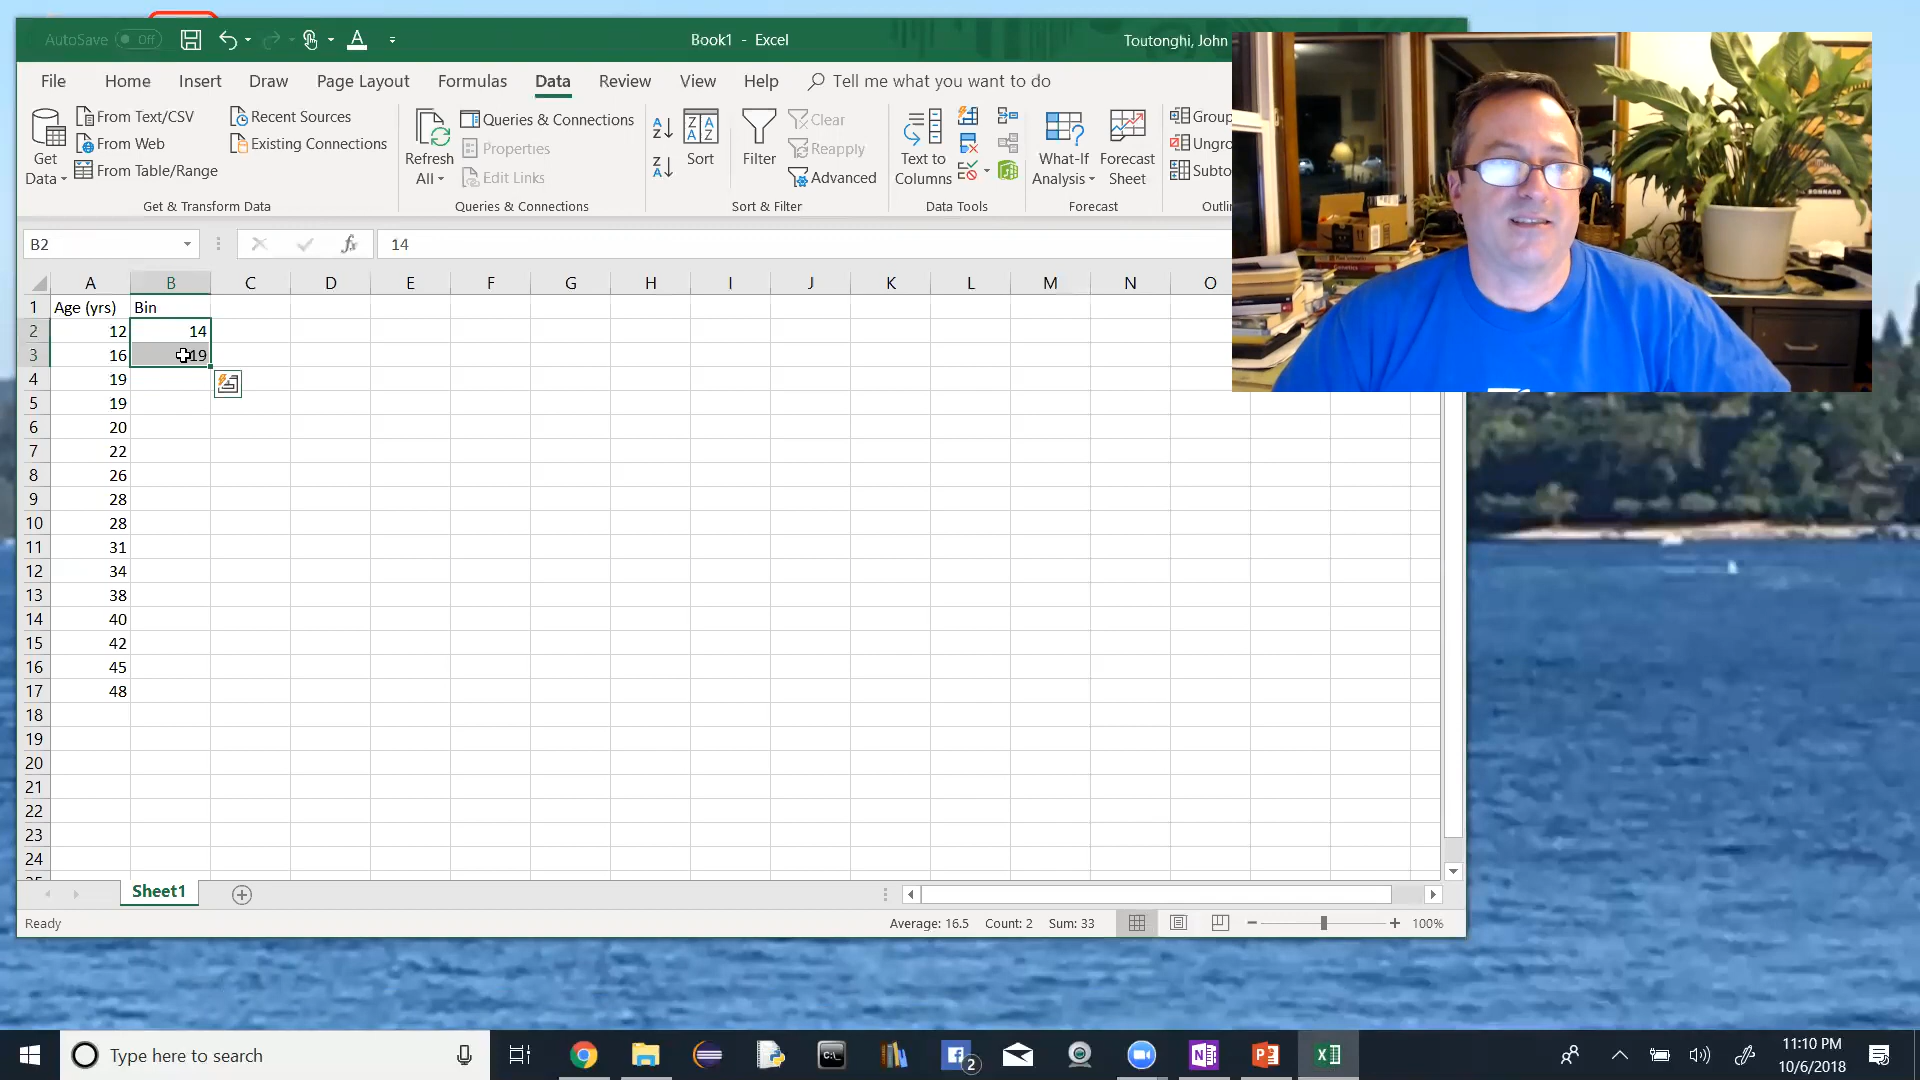 AutoSave Off
Book1 - Excel
Toutonghi, John
File Home Insert Draw Page Layout Formulas Data Review View Help Tell me what you want to do
Get Data
From Text/CSV
From Web
From Table/Range
Recent Sources
Existing Connections
Get & Transform Data
Refresh All
Queries & Connections
Properties
Edit Links
Queries & Connections
Sort
Filter
Clear
Reapply
Advanced
Sort & Filter
Text to Columns
Data Tools
What-If Analysis
Forecast Sheet
Forecast
Group
Ungro
Subto
Outli
B2 fx 14
A B C D E F G H I J K L M N O
1 Age (yrs) Bin
2 12 14
3 16 19
4 19
5 19
6 20
7 22
8 26
9 28
10 28
11 31
12 34
13 38
14 40
15 42
16 45
17 48
18
19
20
21
22
23
24
Sheet1
Ready
Average: 16.5 Count: 2 Sum: 33 100%
Type here to search
2
11:10 PM
10/6/2018